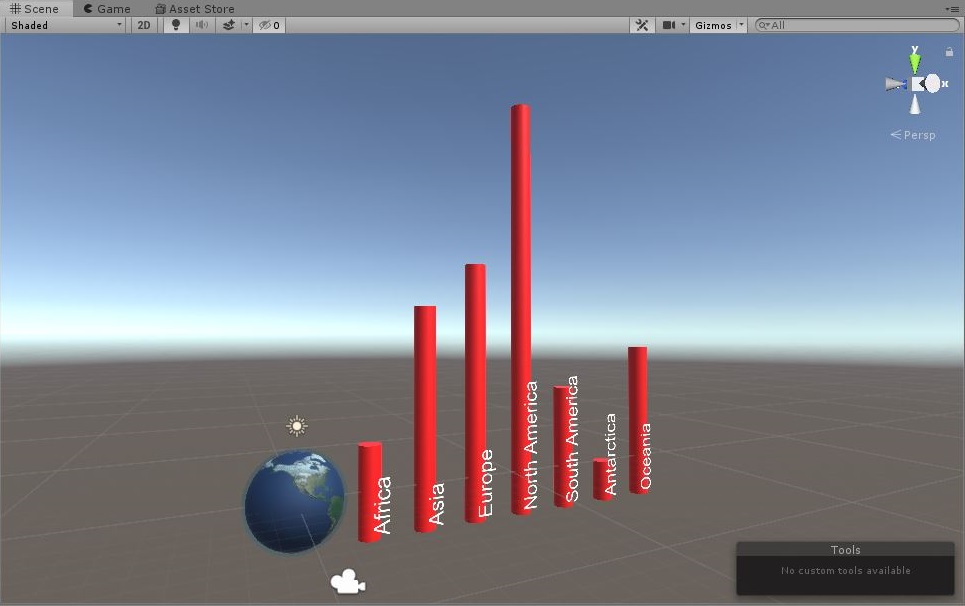 Scene
Game
Asset Store
Shaded
2D
0
Gizmos
All
y
x
Persp
Africa
Asia
Europe
North America
South America
Antarctica
Oceania
Tools
No custom tools available